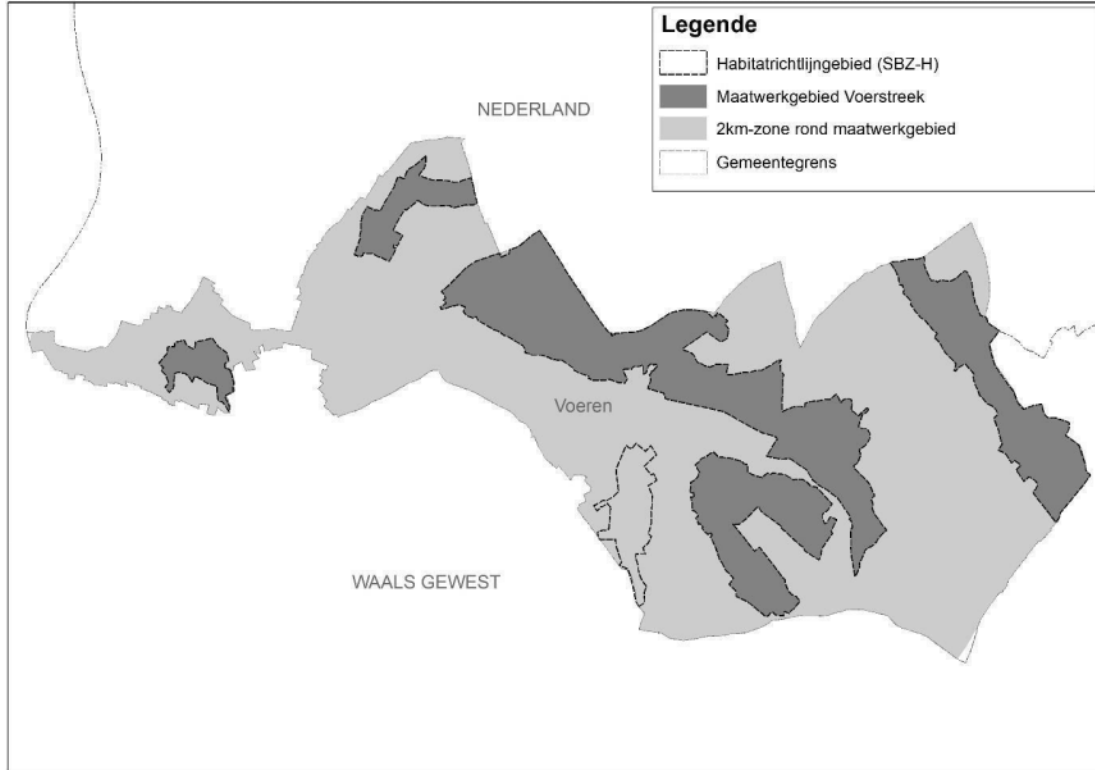 Legende
Habitatrichtlijngebied (SBZ-H)
Maatwerkgebied Voerstreek
2km-zone rond maatwerkgebied
Gemeentegrens
NEDERLAND
Voeren
WAALS GEWEST